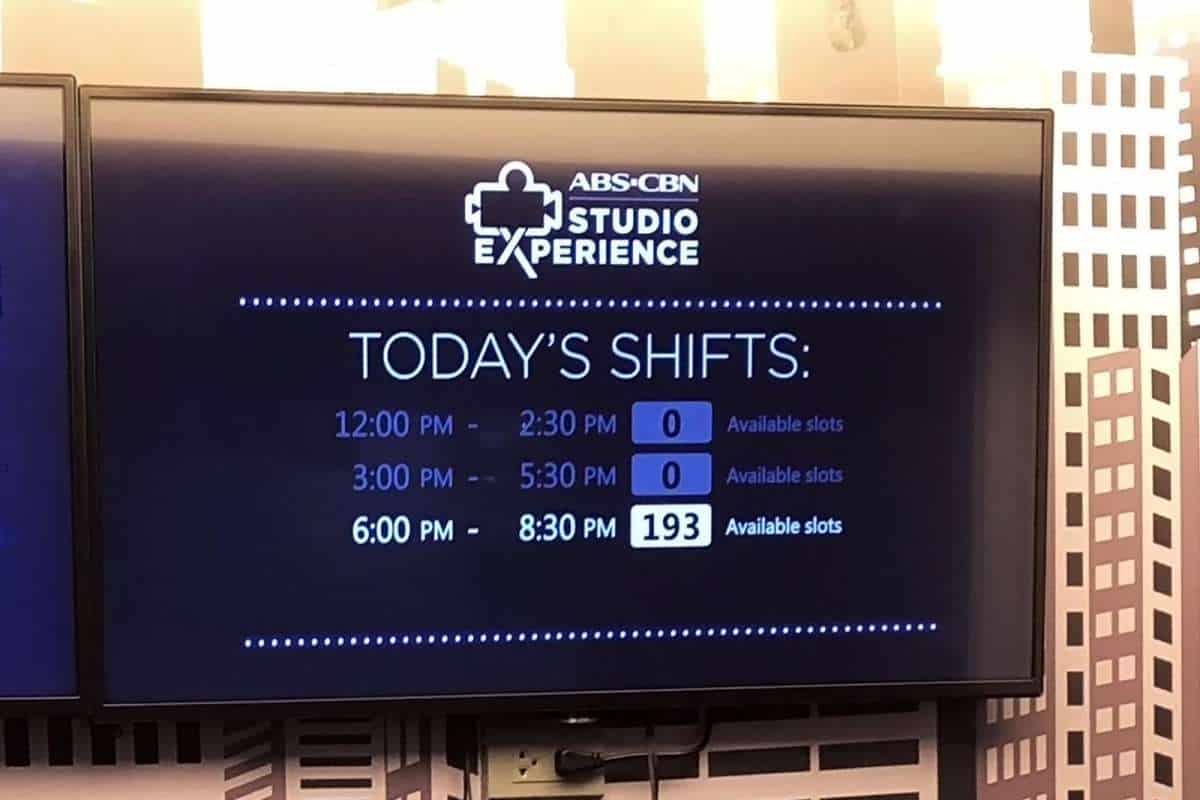 ABS-CBN
STUDIO
EXPERIENCE
TODAY'S SHIFTS:
12:00 PM - 2:30 PM 0 Available slots
3:00 PM - 5:30 PM 0 Available slots
6:00 PM - 8:30 PM 193 Available slots